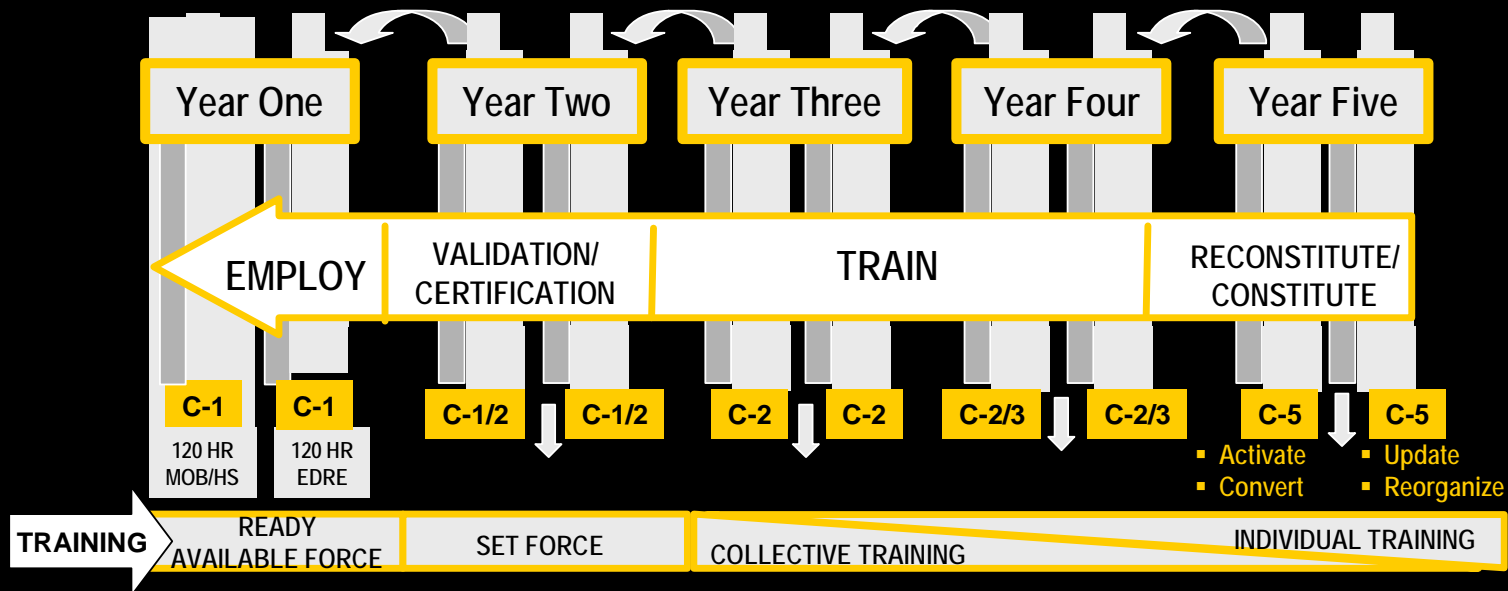 Year One
Year Two
Year Three
Year Four
Year Five
EMPLOY
VALIDATION/
CERTIFICATION
TRAIN
RECONSTITUTE/
CONSTITUTE
C-1
C-1
C-1/2
C-1/2
C-2
C-2
C-2/3
C-2/3
C-5
C-5
120 HR
MOB/HS
120 HR
EDRE
▪ Activate
▪ Convert
▪ Update
▪ Reorganize
TRAINING
READY
AVAILABLE FORCE
SET FORCE
COLLECTIVE TRAINING
INDIVIDUAL TRAINING